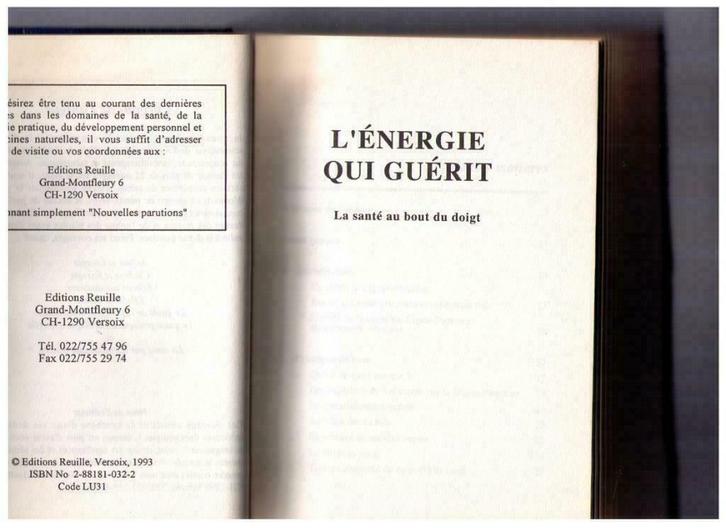 ésirez être tenu au courant des dernières
s dans les domaines de la santé, de la
ie pratique, du développement personnel et
cines naturelles, il vous suffit d'adresser
de visite ou vos coordonnées aux :
Editions Reuille
Grand-Montfleury 6
CH-1290 Versoix
nnant simplement "Nouvelles parutions"
Editions Reuille
Grand-Montfleury 6
CH-1290 Versoix
Tél. 022/755 47 96
Fax 022/755 29 74
© Editions Reuille, Versoix, 1993
ISBN No 2-88181-032-2
Code LU31
L'ÉNERGIE
QUI GUÉRIT
La santé au bout du doigt